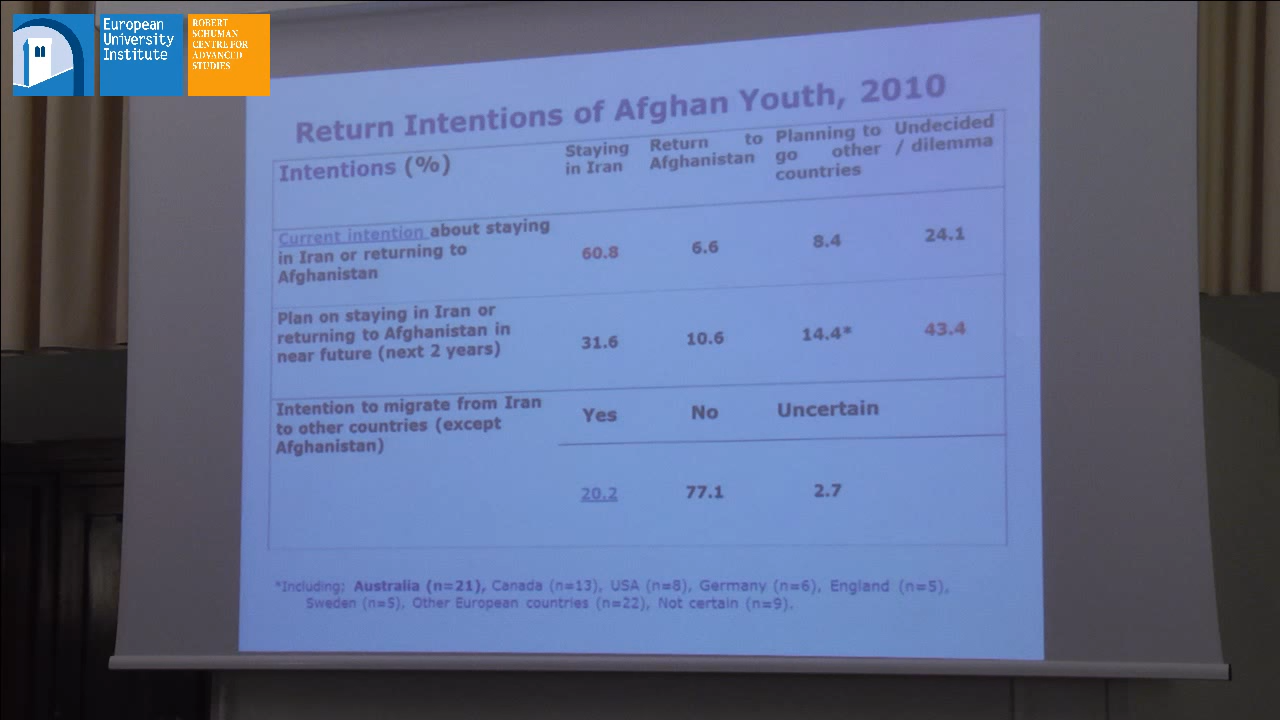 European
University
Institute
ROBERT
SCHUMAN
CENTRE FOR
ADVANCED
STUDIES
Return Intentions of Afghan Youth, 2010
Intentions (%)
Staying
in Iran
Return to
Afghanistan
Planning to
go other
countries
Undecided
/ dilemma
Current intention about staying
in Iran or returning to
Afghanistan
60.8
6.6
8.4
24.1
Plan on staying in Iran or
returning to Afghanistan in
near future (next 2 years)
31.6
10.6
14.4*
43.4
Intention to migrate from Iran
to other countries (except
Afghanistan)
Yes
No
Uncertain
20.2
77.1
2.7
*Including; Australia (n=21), Canada (n=13), USA (n=8), Germany (n=6), England (n=5),
Sweden (n=5), Other European countries (n=22), Not certain (n=9).